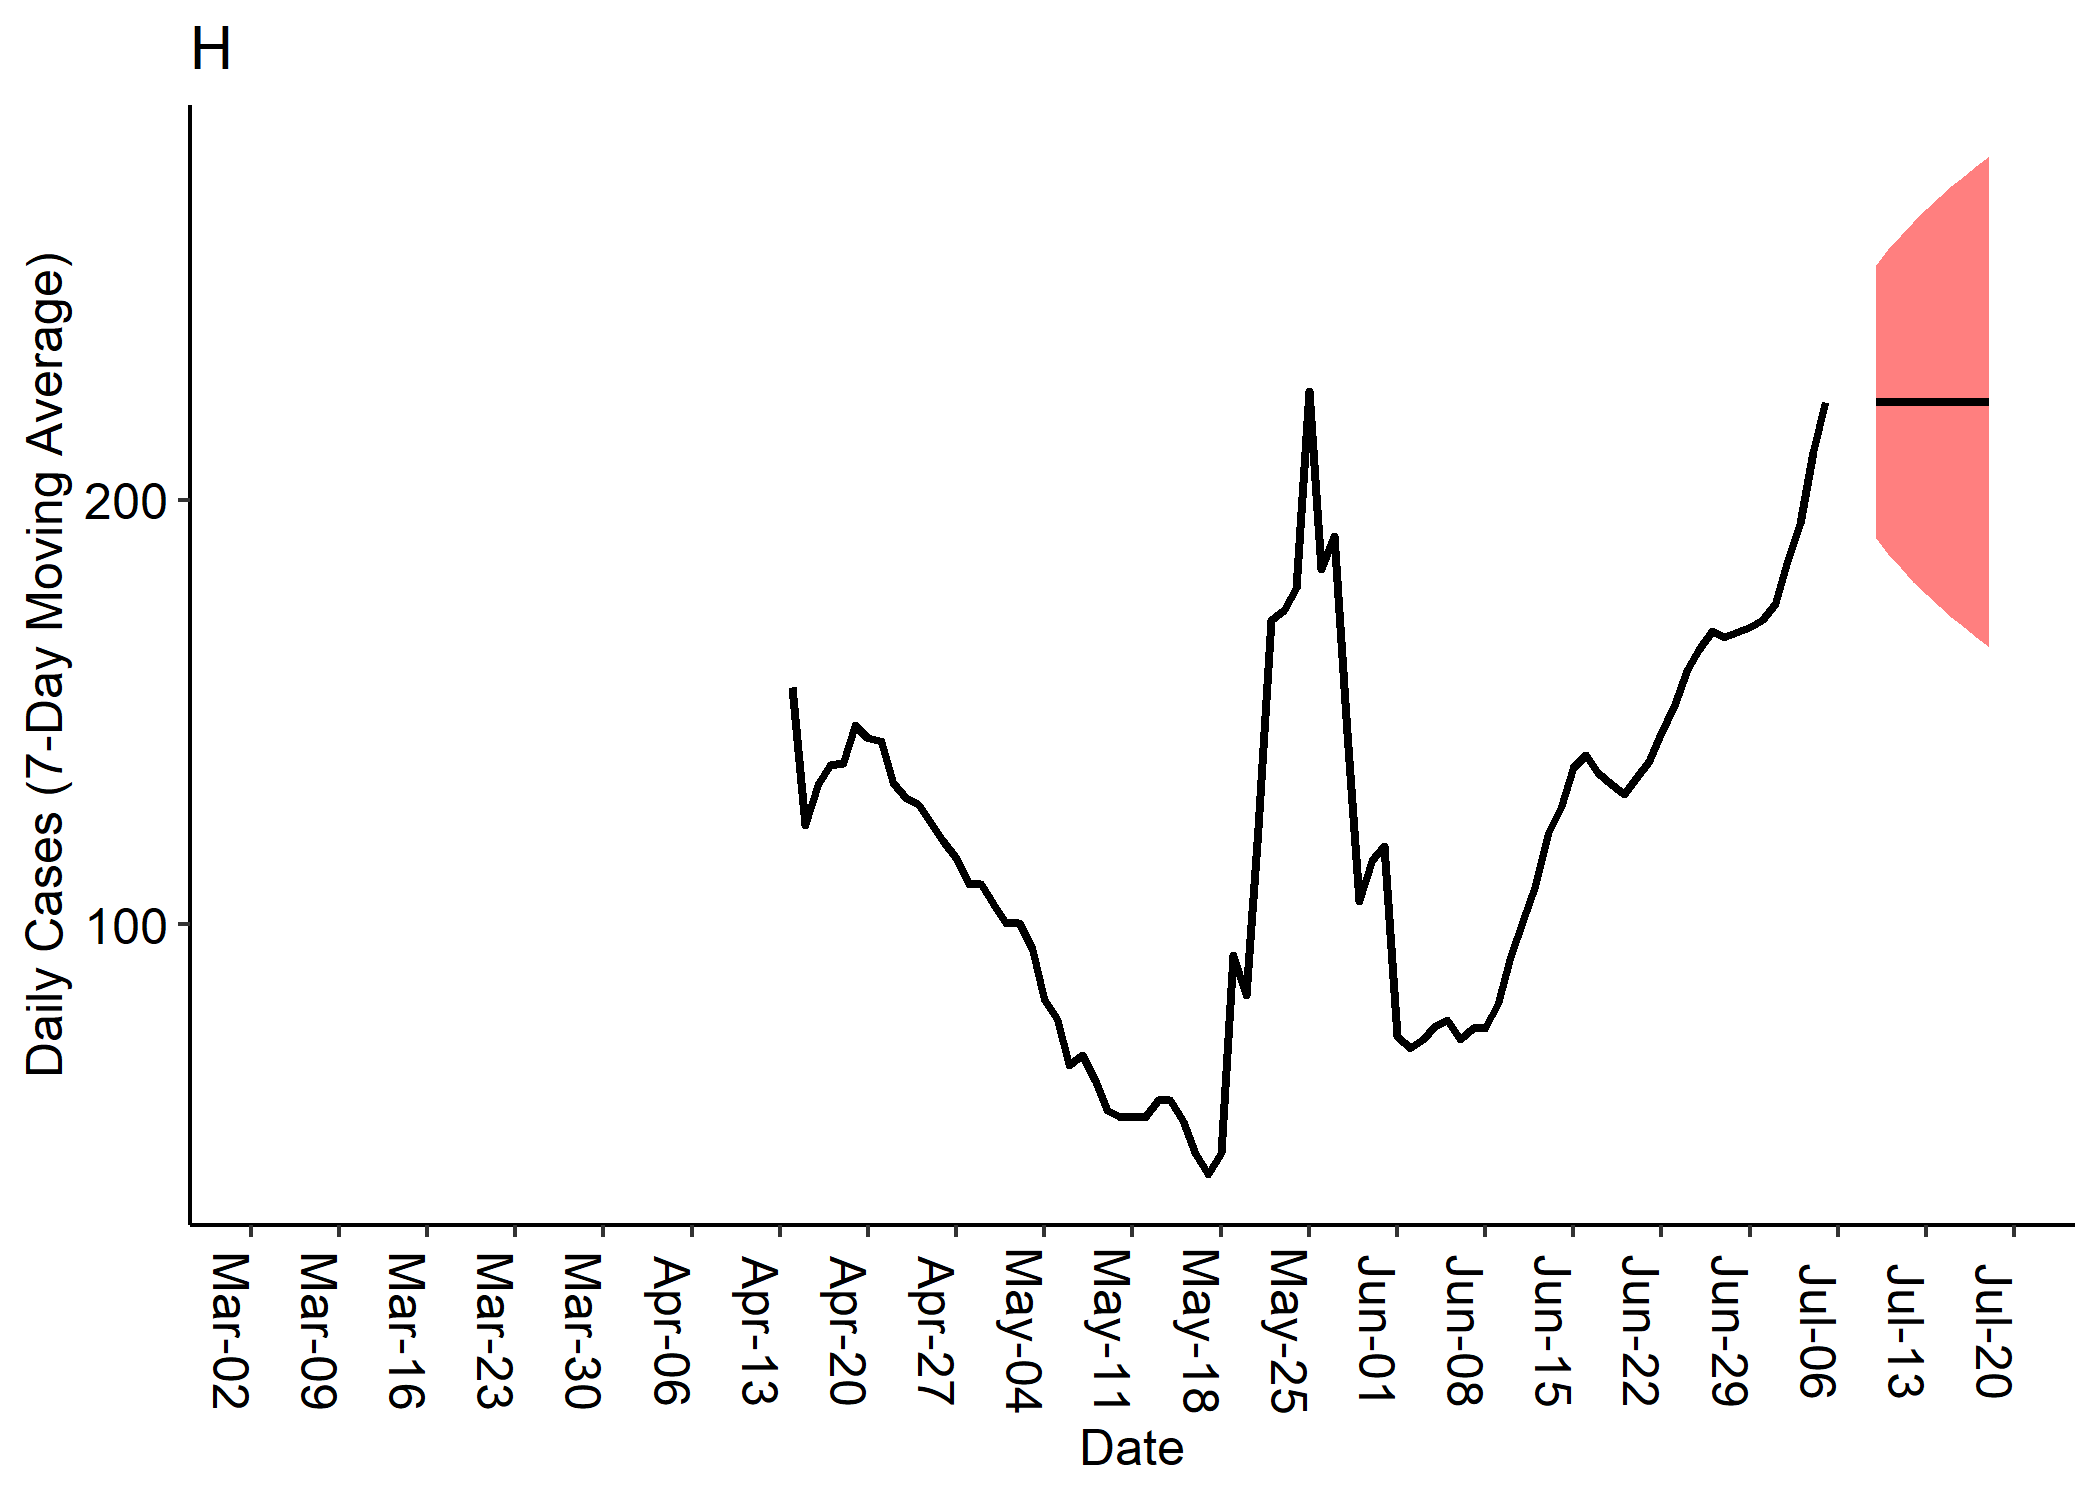 H
Daily Cases (7-Day Moving Average)
200
100
Mar-02
Mar-09
Mar-16
Mar-23
Mar-30
Apr-06
Apr-13
Apr-20
Apr-27
May-04
May-11
May-18
May-25
Jun-01
Jun-08
Jun-15
Jun-22
Jun-29
Jul-06
Jul-13
Jul-20
Date